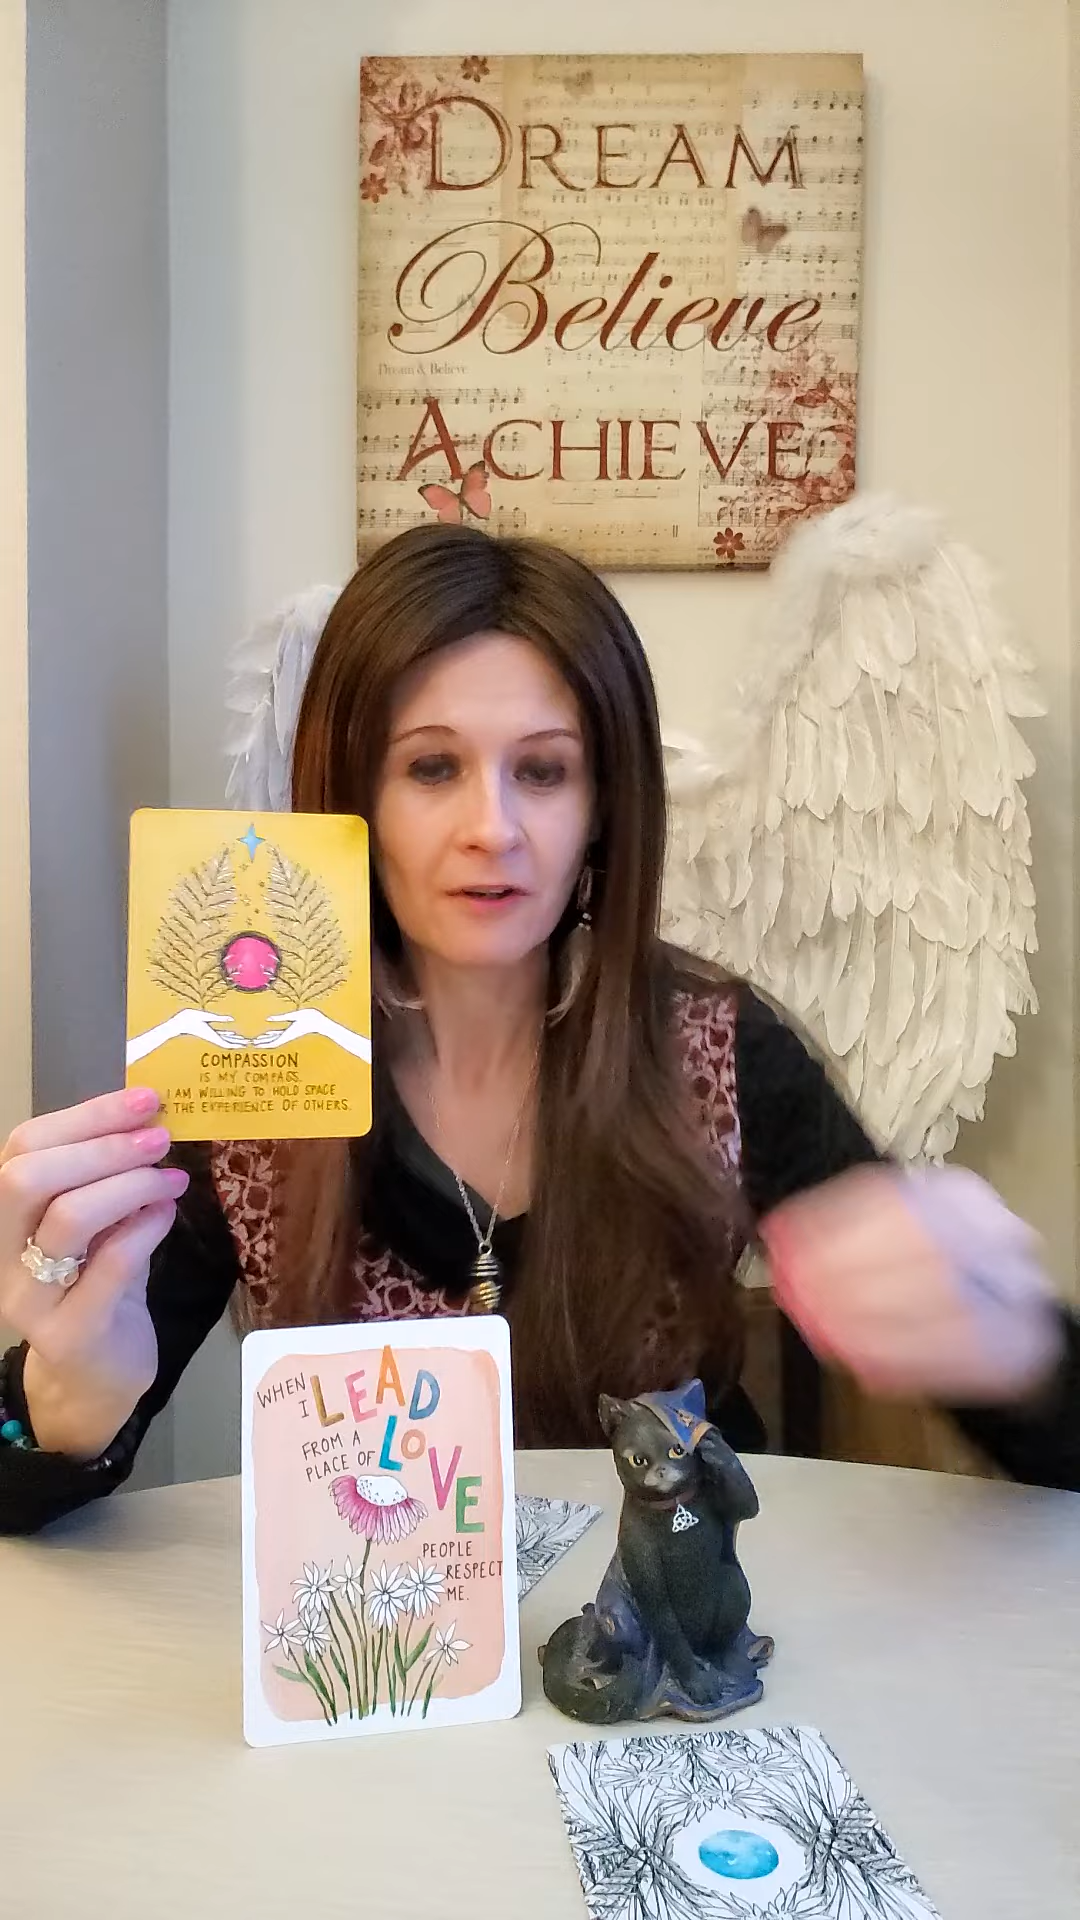 DREAM
Believe
Dream & Believe
ACHIEVE
COMPASSION
IS MY COMPASS.
I AM WILLING TO HOLD SPACE
THE EXPERIENCE OF OTHERS.
WHEN
I LEAD
FROM A
PLACE OF LOVE
PEOPLE
RESPECT
ME.